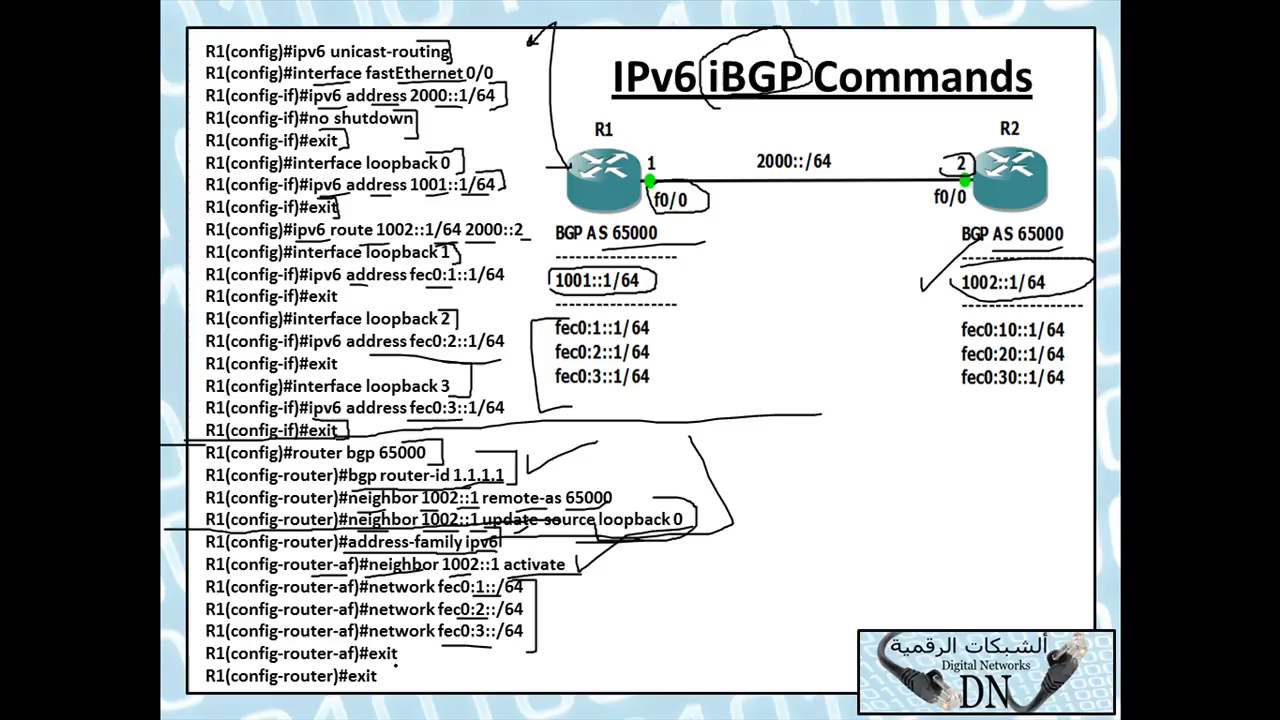 R1(config)#ipv6 unicast-routing
R1(config)#interface fastEthernet 0/0
R1(config-if)#ipv6 address 2000::1/64
R1(config-if)#no shutdown
R1(config-if)#exit
R1(config)#interface loopback 0
R1(config-if)#ipv6 address 1001::1/64
R1(config-if)#exit
R1(config)#ipv6 route 1002::1/64 2000::2
R1(config)#interface loopback 1
R1(config-if)#ipv6 address fec0:1::1/64
R1(config-if)#exit
R1(config)#interface loopback 2
R1(config-if)#ipv6 address fec0:2::1/64
R1(config-if)#exit
R1(config)#interface loopback 3
R1(config-if)#ipv6 address fec0:3::1/64
R1(config-if)#exit
R1(config)#router bgp 65000
R1(config-router)#bgp router-id 1.1.1.1
R1(config-router)#neighbor 1002::1 remote-as 65000
R1(config-router)#neighbor 1002::1 update-source loopback 0
R1(config-router)#address-family ipv6
R1(config-router-af)#neighbor 1002::1 activate
R1(config-router-af)#network fec0:1::/64
R1(config-router-af)#network fec0:2::/64
R1(config-router-af)#network fec0:3::/64
R1(config-router-af)#exit
R1(config-router)#exit
IPv6 iBGP Commands
R1
R2
1
2000::/64
2
f0/0
f0/0
BGP AS 65000
1001::1/64
fec0:1::1/64
fec0:2::1/64
fec0:3::1/64
BGP AS 65000
1002::1/64
fec0:10::1/64
fec0:20::1/64
fec0:30::1/64
ألشبكات الرقمية
Digital Networks
DN